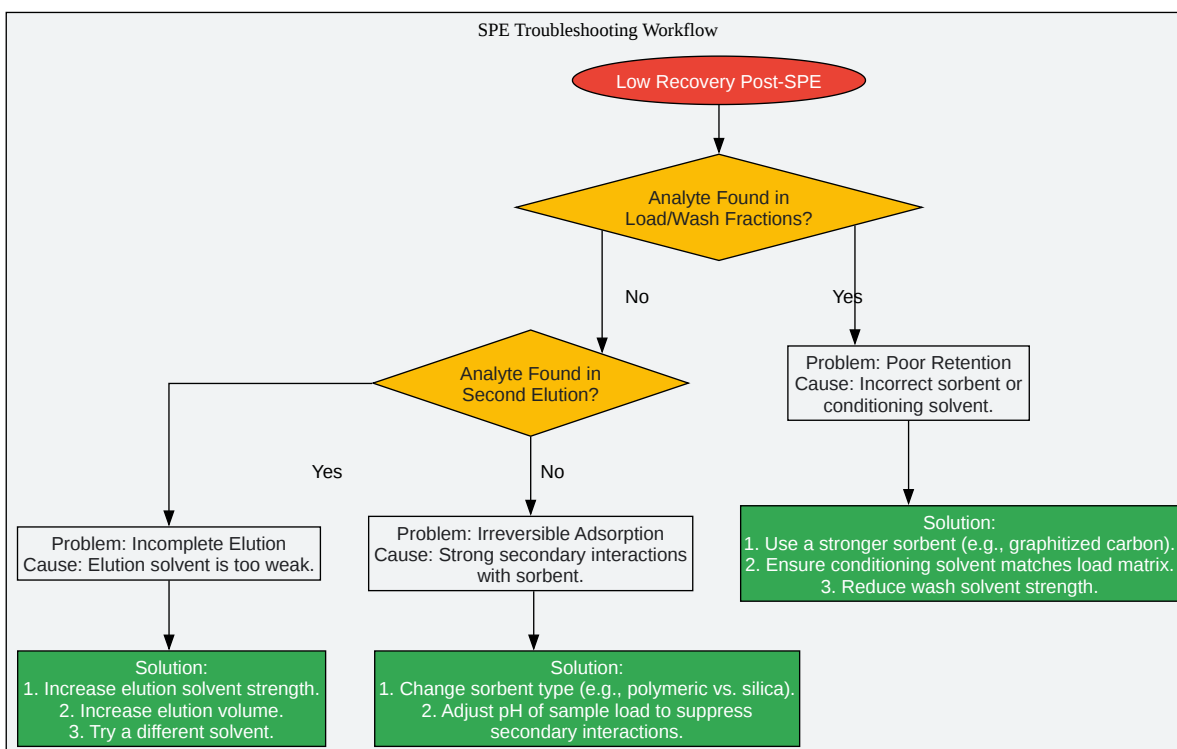 SPE Troubleshooting Workflow
Low Recovery Post-SPE
Analyte Found in
Load/Wash Fractions?
No
Yes
Analyte Found in
Second Elution?
Problem: Poor Retention
Cause: Incorrect sorbent or
conditioning solvent.
Yes
No
Problem: Incomplete Elution
Cause: Elution solvent is too weak.
Problem: Irreversible Adsorption
Cause: Strong secondary interactions
with sorbent.
Solution:
1. Use a stronger sorbent (e.g., graphitized carbon).
2. Ensure conditioning solvent matches load matrix.
3. Reduce wash solvent strength.
Solution:
1. Increase elution solvent strength.
2. Increase elution volume.
3. Try a different solvent.
Solution:
1. Change sorbent type (e.g., polymeric vs. silica).
2. Adjust pH of sample load to suppress
secondary interactions.